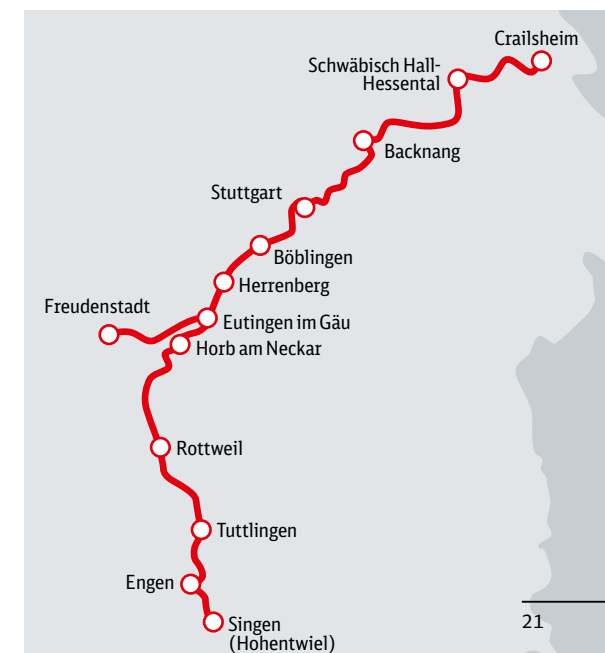 Crailsheim
Schwäbisch Hall-
Hessental
Backnang
Stuttgart
Böblingen
Herrenberg
Freudenstadt
Eutingen im Gäu
Horb am Neckar
Rottweil
Tuttlingen
Engen
Singen
(Hohentwiel)
21